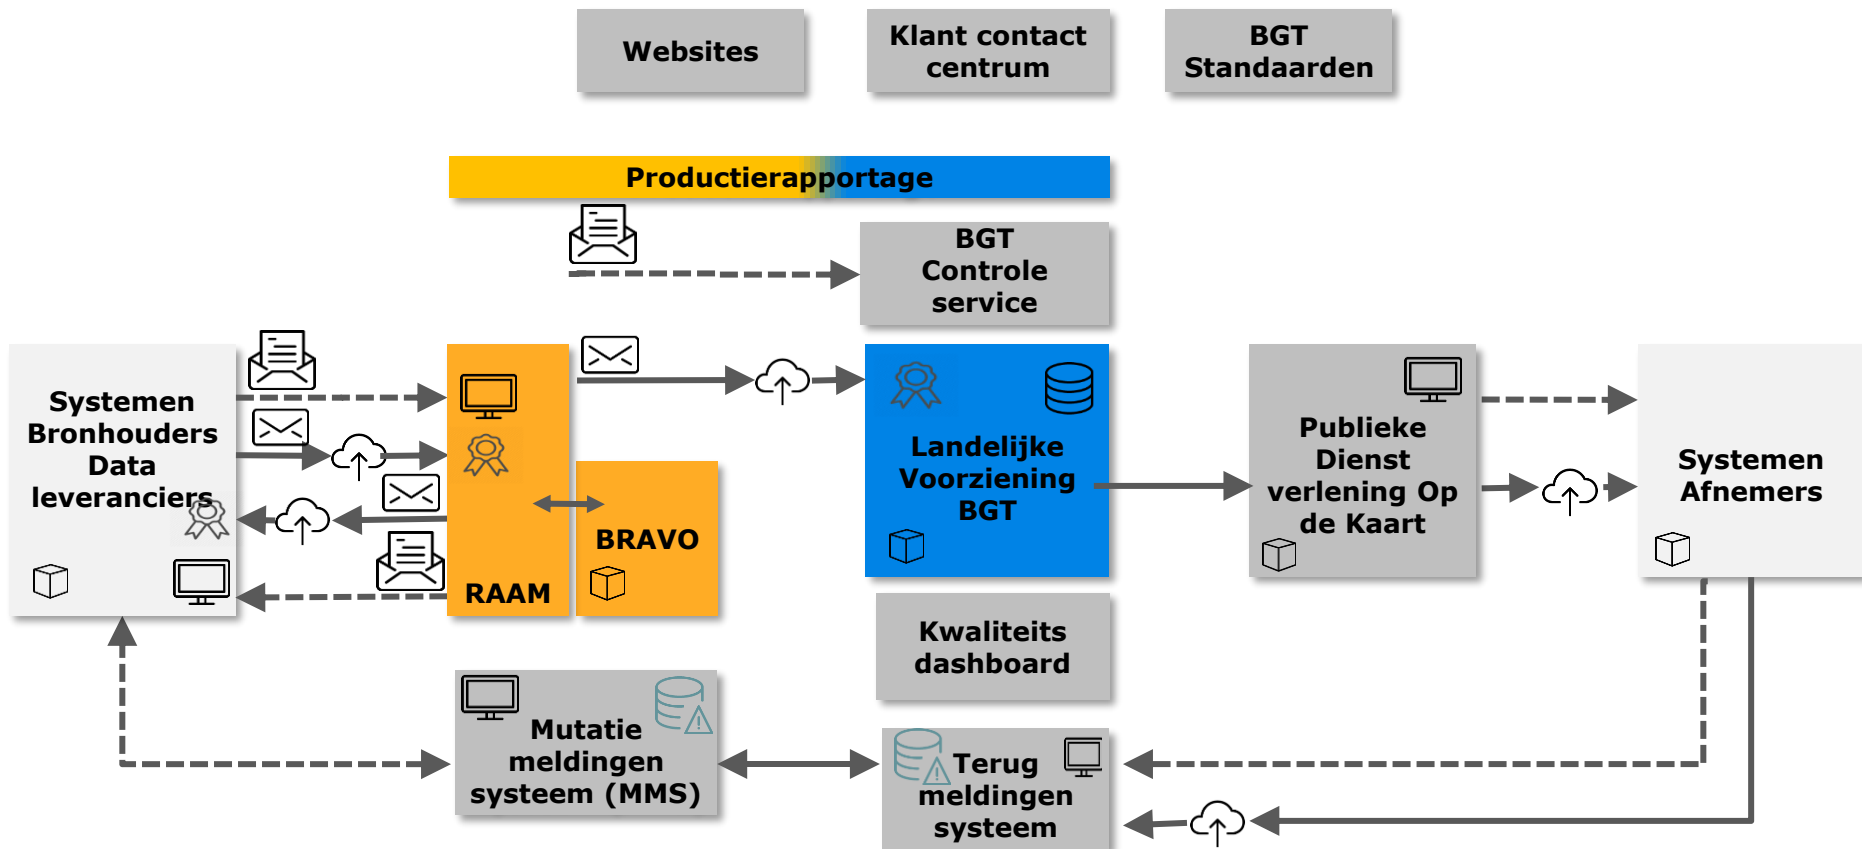 Websites
Klant contact
centrum
BGT
Standaarden
Productierapportage
BGT
Controle
service
Systemen
Bronhouders
Data
leveranciers
RAAM
BRAVO
Landelijke
Voorziening
BGT
Publieke
Dienst
verlening Op
de Kaart
Systemen
Afnemers
Kwaliteits
dashboard
Mutatie
meldingen
systeem (MMS)
Terug
meldingen
systeem